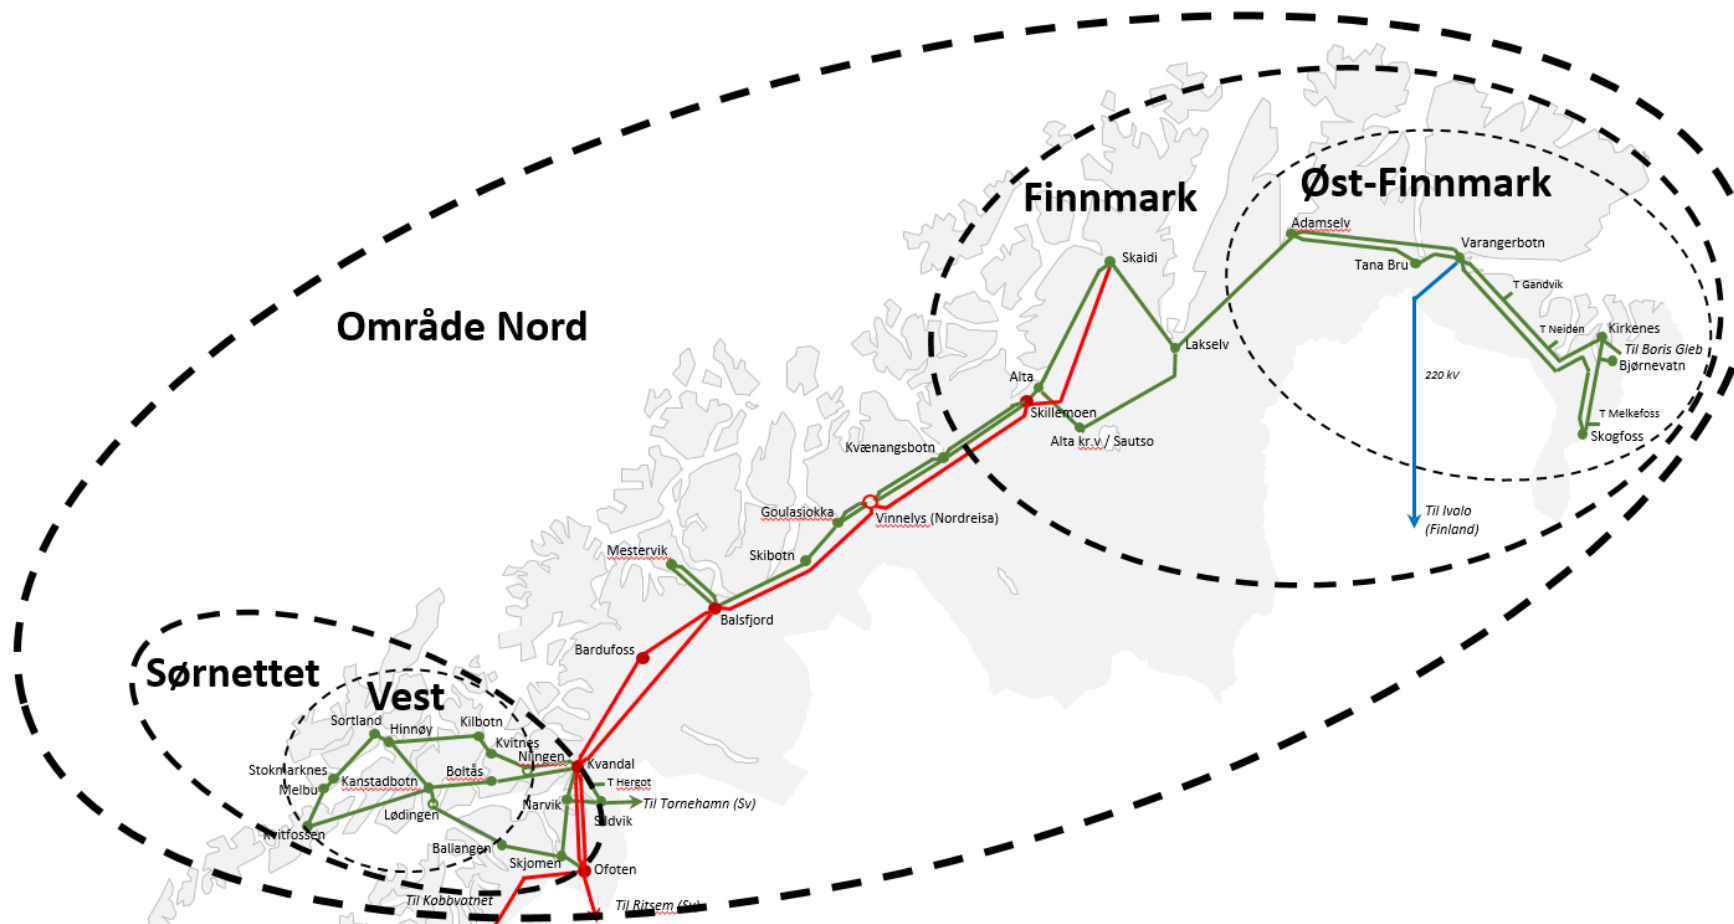 Øst-Finnmark
Finnmark
Adamselv
Varangerbotn
Skaidi
Tana Bru
T Gandvik
Område Nord
T Neiden
Kirkenes
Til Boris Gleb
Bjørnevatn
Lakselv
220 kV
Alta
Skillemoen
T Melkefoss
Skogfoss
Alta kr.v / Sautso
Kvænangsbotn
Goulasjokka
Vinnelys (Nordreisa)
Til Ivalo
(Finland)
Mestervik
Skibotn
Balsfjord
Bardufoss
Sørnettet
Vest
Sortland
Hinnøy
Kilbotn
Kvitnes
Niingen
Kvandal
Stokmarknes
Melbu
Kanstadbotn
Boltås
T Hergot
Narvik
Til Tornehamn (Sv)
Sildvik
Lødingen
Kvitfossen
Ballangen
Skjomen
Ofoten
Til Kobbvatnet
Til Ritsem (Sv)